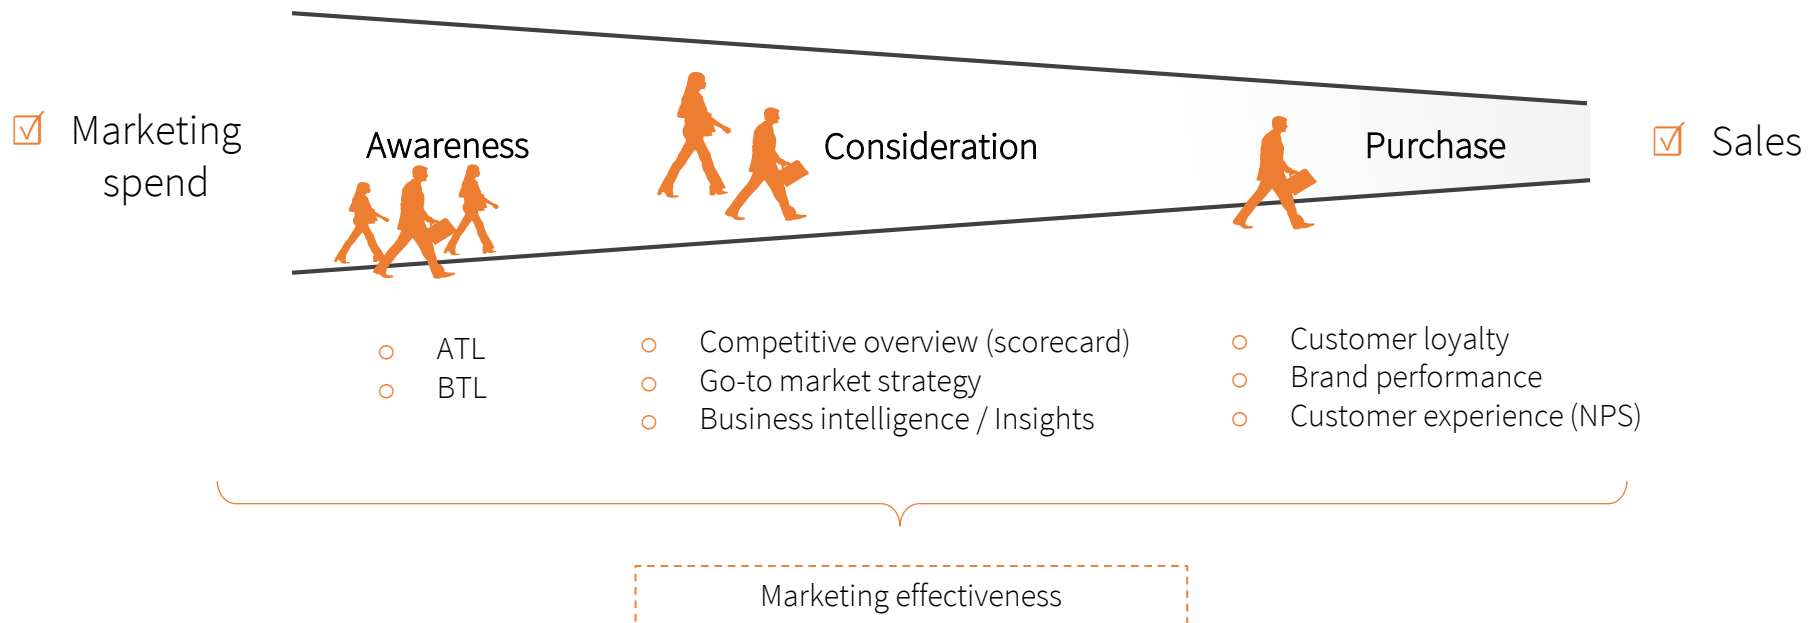 Marketing
spend
Awareness
Consideration
Purchase
Sales
ATL
BTL
Competitive overview (scorecard)
Go-to market strategy
Business intelligence / Insights
Customer loyalty
Brand performance
Customer experience (NPS)
Marketing effectiveness